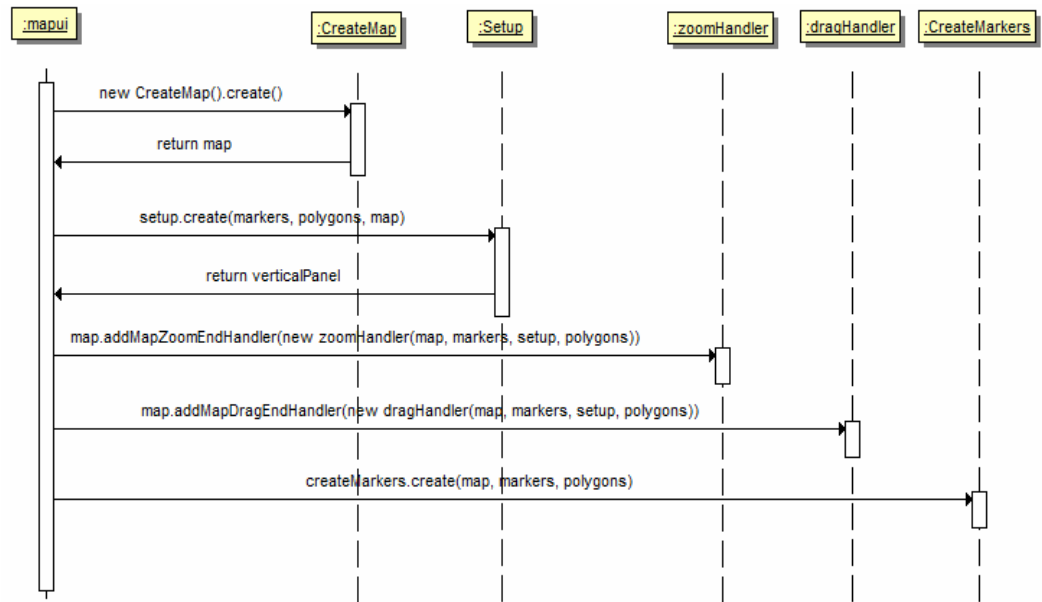 :mapui
:CreateMap
:Setup
:zoomHandler
:dragHandler
:CreateMarkers
new CreateMap().create()
return map
setup.create(markers, polygons, map)
return verticalPanel
map.addMapZoomEndHandler(new zoomHandler(map, markers, setup, polygons))
map.addMapDragEndHandler(new dragHandler(map, markers, setup, polygons))
createMarkers.create(map, markers, polygons)